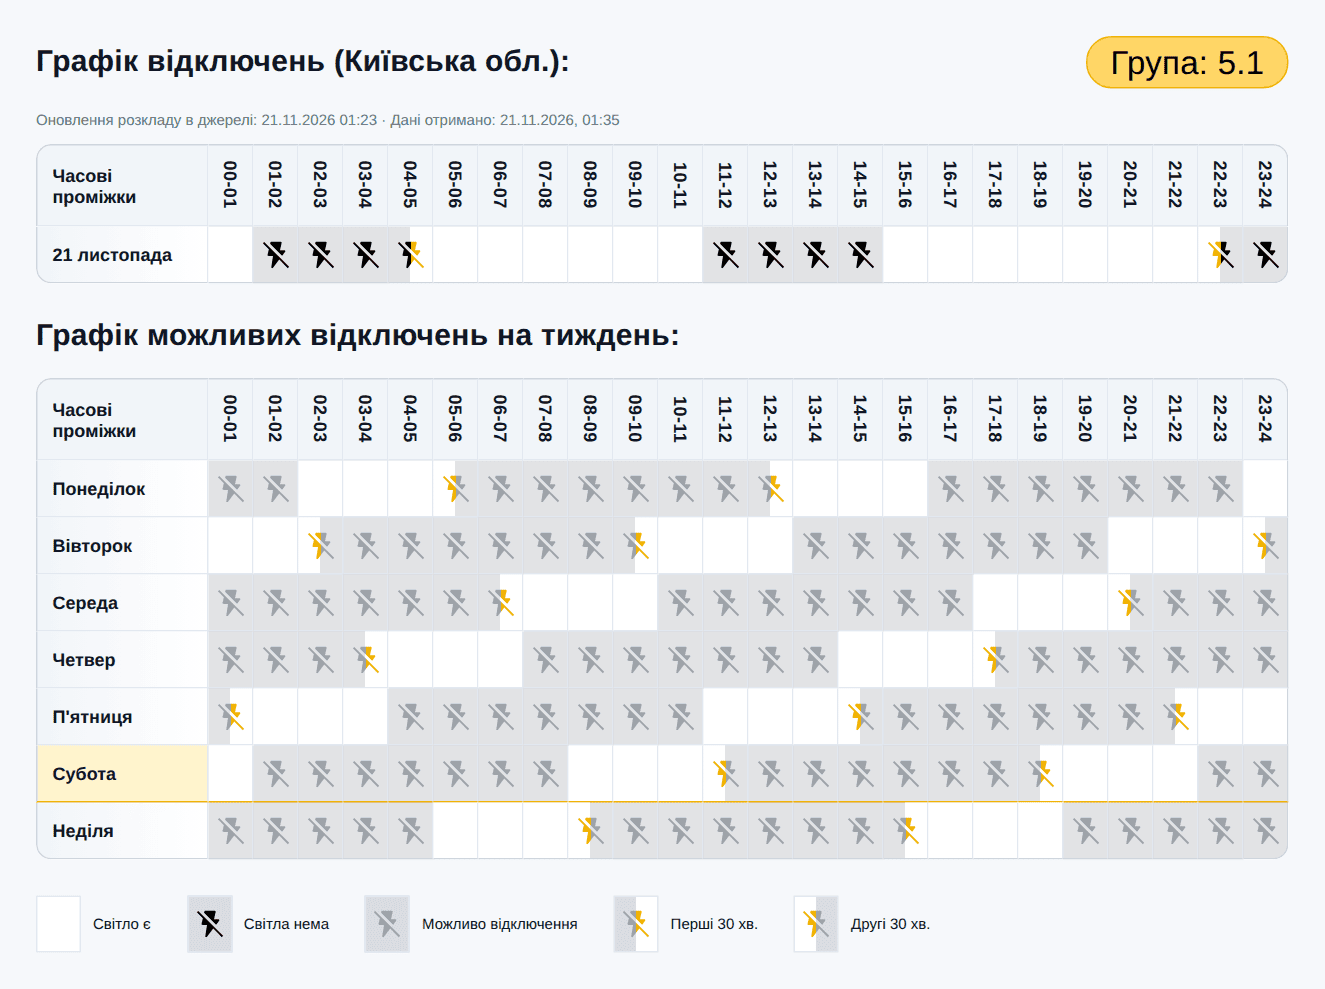 Графік відключень (Київська обл.):
Група: 5.1
Оновлення розкладу в джерелі: 21.11.2026 01:23 · Дані отримано: 21.11.2026, 01:35
Часові проміжки 00-01 01-02 02-03 03-04 04-05 05-06 06-07 07-08 08-09 09-10 10-11 11-12 12-13 13-14 14-15 15-16 16-17 17-18 18-19 19-20 20-21 21-22 22-23 23-24
21 листопада
Графік можливих відключень на тиждень:
Часові проміжки 00-01 01-02 02-03 03-04 04-05 05-06 06-07 07-08 08-09 09-10 10-11 11-12 12-13 13-14 14-15 15-16 16-17 17-18 18-19 19-20 20-21 21-22 22-23 23-24
Понеділок
Вівторок
Середа
Четвер
П'ятниця
Субота
Неділя
Світло є Світла нема Можливо відключення Перші 30 хв. Другі 30 хв.